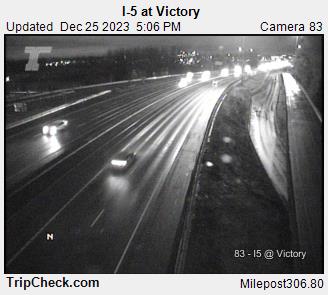 I-5 at Victory
Updated Dec 25 2023 5:06 PM Camera 83
T
N
83 - I5 @ Victory
TripCheck.com Milepost306.80